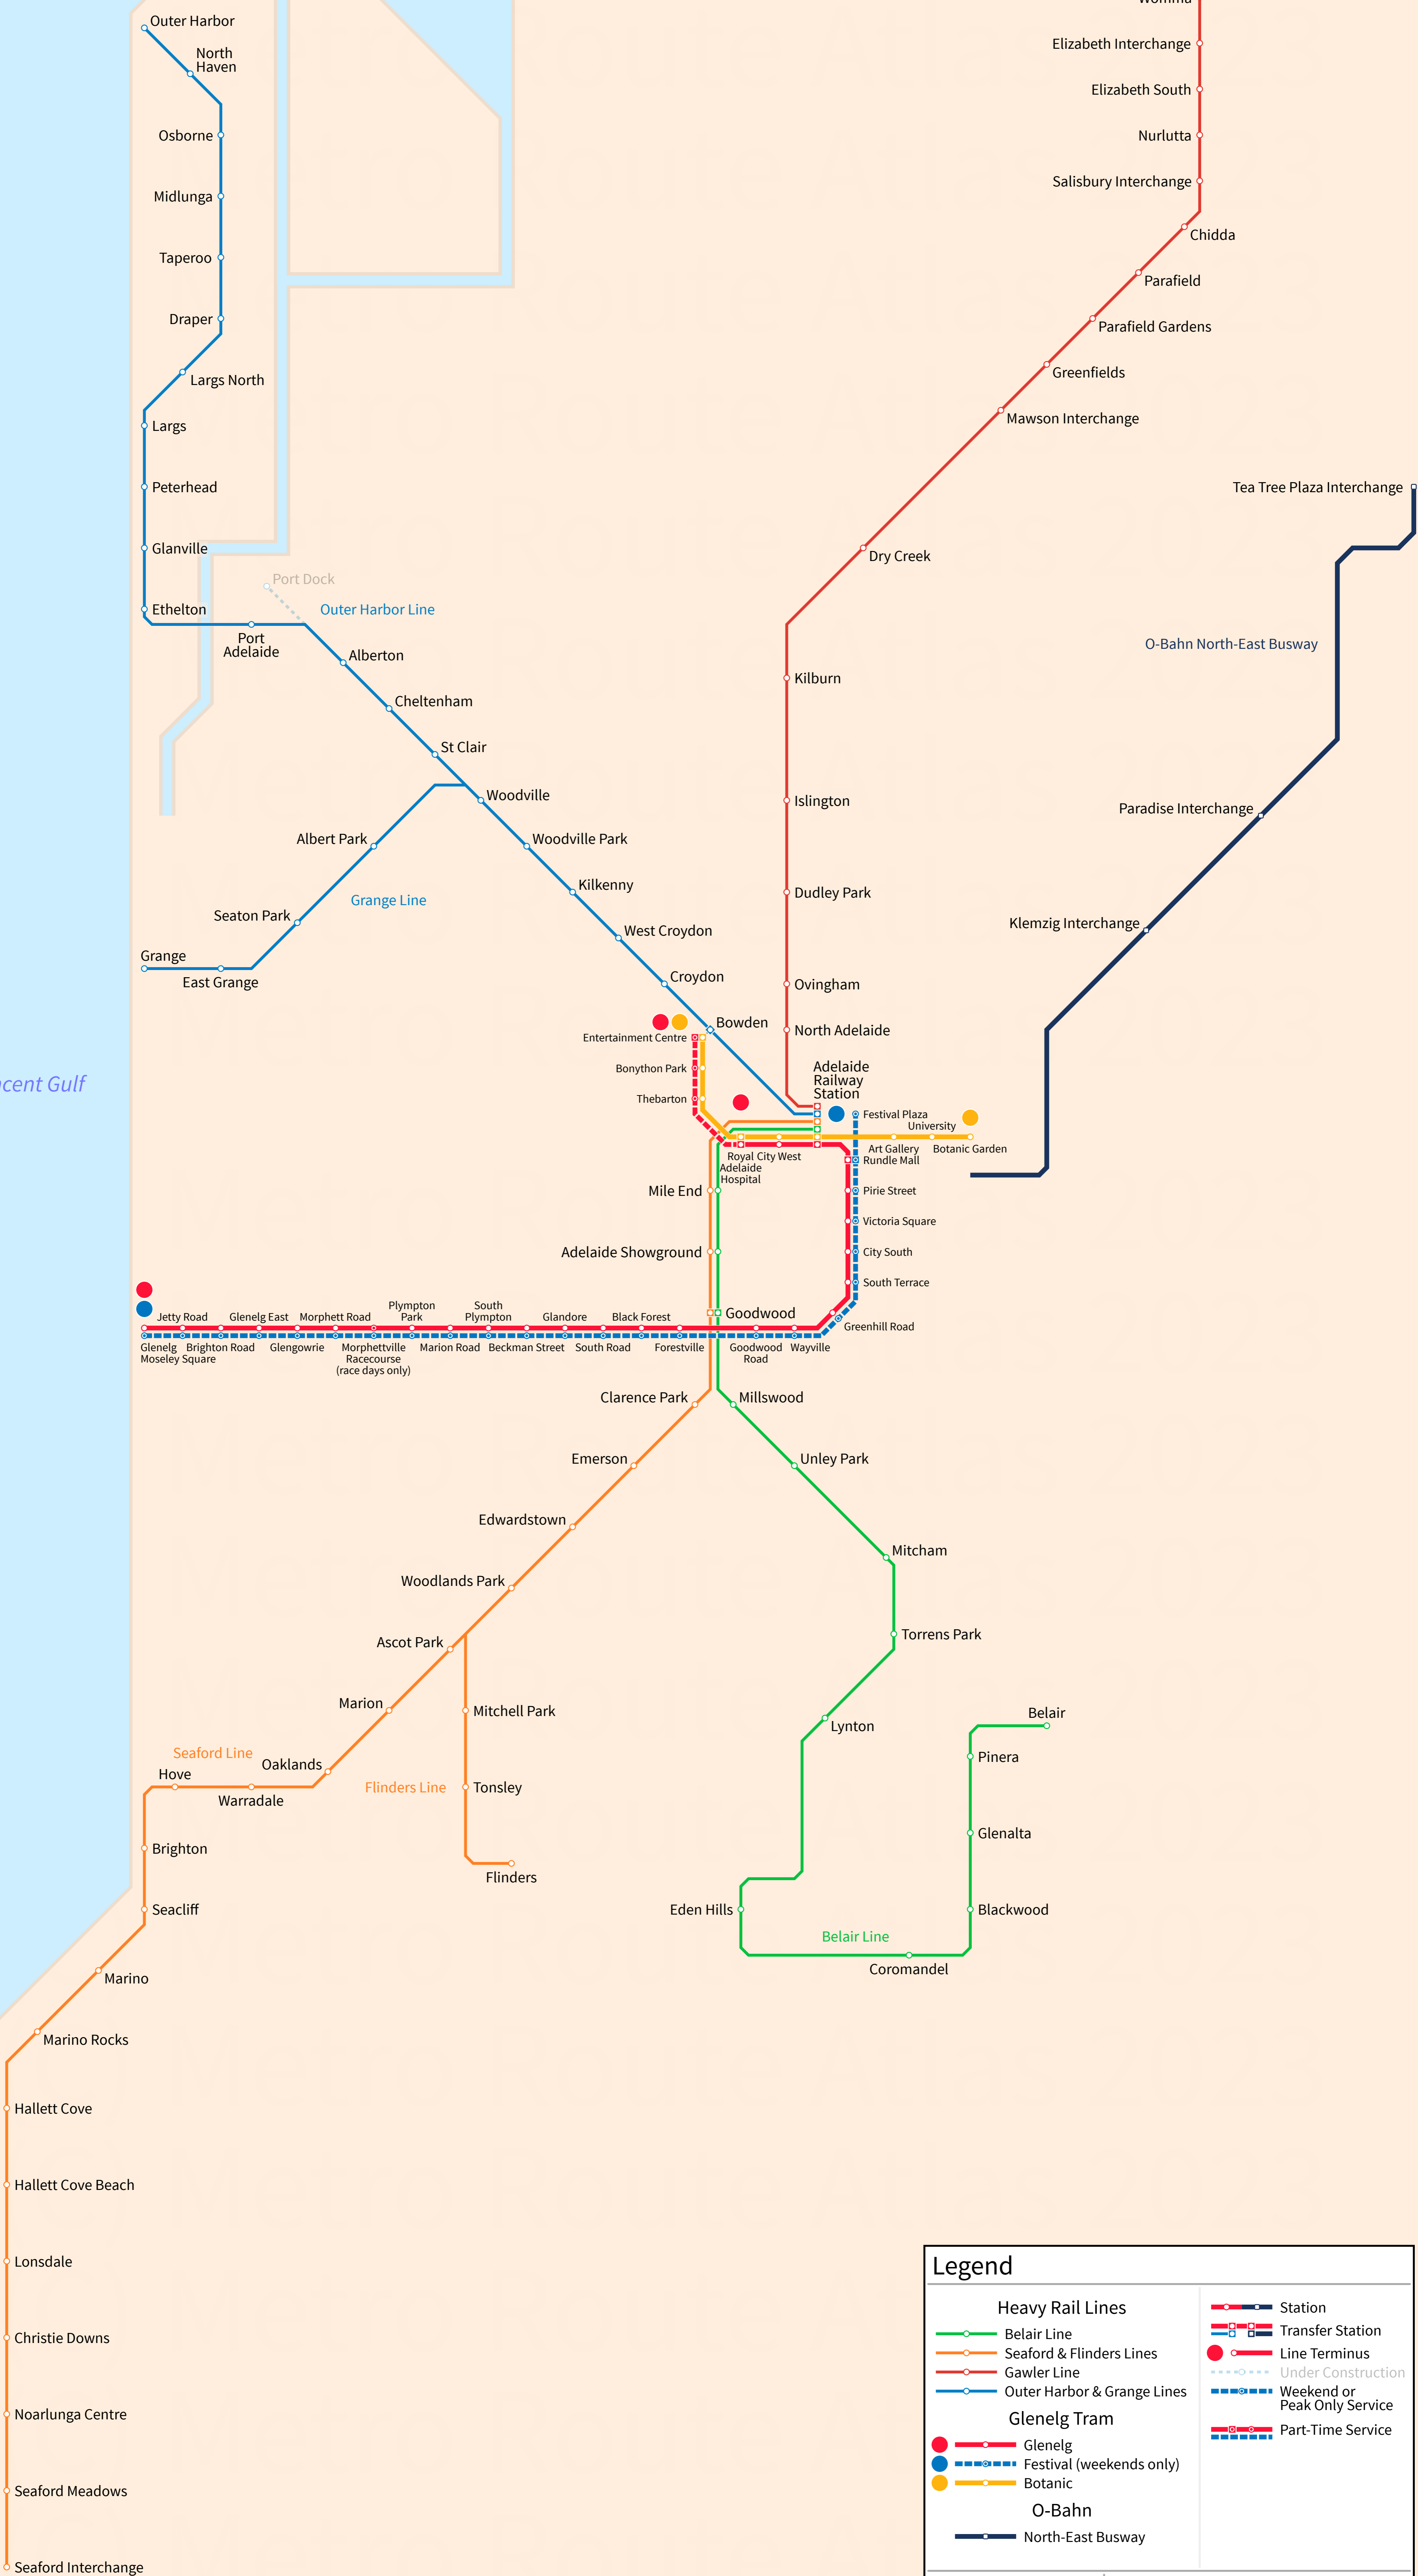 Womma
Outer Harbor
Elizabeth Interchange
North
Haven
Elizabeth South
Osborne
Nurlutta
Salisbury Interchange
Midlunga
Chidda
Taperoo
Parafield
Draper
Parafield Gardens
Largs North
Greenfields
Largs
Mawson Interchange
Peterhead
Tea Tree Plaza Interchange
Glanville
Dry Creek
Port Dock
Ethelton
Outer Harbor Line
Port
Adelaide
O-Bahn North-East Busway
Alberton
Kilburn
Cheltenham
St Clair
Woodville
Islington
Paradise Interchange
Albert Park
Woodville Park
Kilkenny
Dudley Park
Grange Line
Seaton Park
Klemzig Interchange
West Croydon
Grange
East Grange
Croydon
Ovingham
Bowden
North Adelaide
Entertainment Centre
Bonython Park
Adelaide
Railway
Station
cent Gulf
Thebarton
Festival Plaza
University
Royal
Adelaide
Hospital
City West
Art Gallery
Botanic Garden
Rundle Mall
Mile End
Pirie Street
Victoria Square
Adelaide Showground
City South
South Terrace
Goodwood
Greenhill Road
Jetty Road
Glenelg East
Morphett Road
Plympton
Park
South
Plympton
Glandore
Black Forest
Glenelg
Moseley Square
Brighton Road
Glengowrie
Morphettville
Racecourse
(race days only)
Marion Road
Beckman Street
South Road
Forestville
Goodwood
Road
Wayville
Clarence Park
Millswood
Emerson
Unley Park
Edwardstown
Mitcham
Woodlands Park
Torrens Park
Ascot Park
Marion
Mitchell Park
Belair
Lynton
Seaford Line
Pinera
Oaklands
Hove
Flinders Line
Tonsley
Warradale
Glenalta
Brighton
Flinders
Seacliff
Eden Hills
Blackwood
Belair Line
Coromandel
Marino
Marino Rocks
Hallett Cove
Hallett Cove Beach
Lonsdale
Christie Downs
Noarlunga Centre
Seaford Meadows
Seaford Interchange
Legend
Heavy Rail Lines
Belair Line
Seaford & Flinders Lines
Gawler Line
Outer Harbor & Grange Lines
Glenelg Tram
Glenelg
Festival (weekends only)
Botanic
O-Bahn
North-East Busway
Station
Transfer Station
Line Terminus
Under Construction
Weekend or
Peak Only Service
Part-Time Service